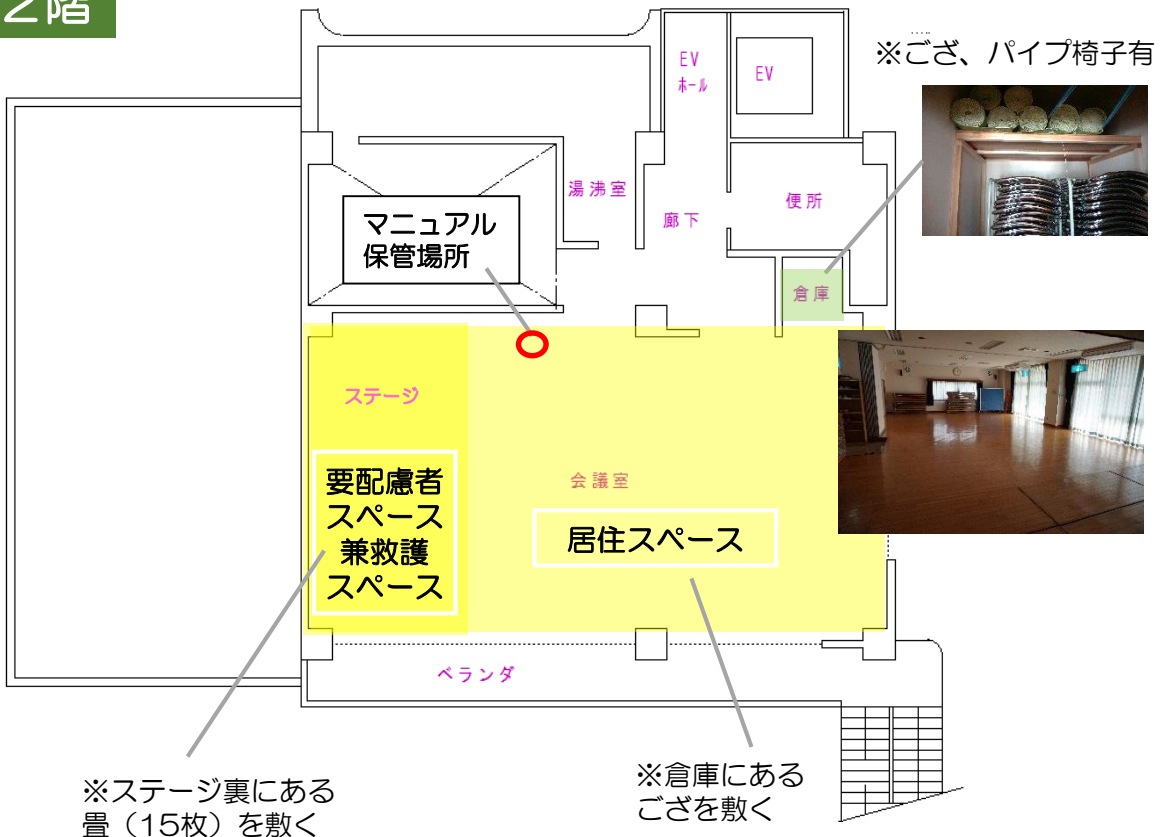 2階
※ござ、パイプ椅子有
EV
ホール
EV
湯沸室
便所
廊下
マニュアル
保管場所
倉庫
ステージ
会議室
要配慮者
スペース
兼救護
スペース
居住スペース
ベランダ
※ステージ裏にある
畳（15枚）を敷く
※倉庫にある
ござを敷く